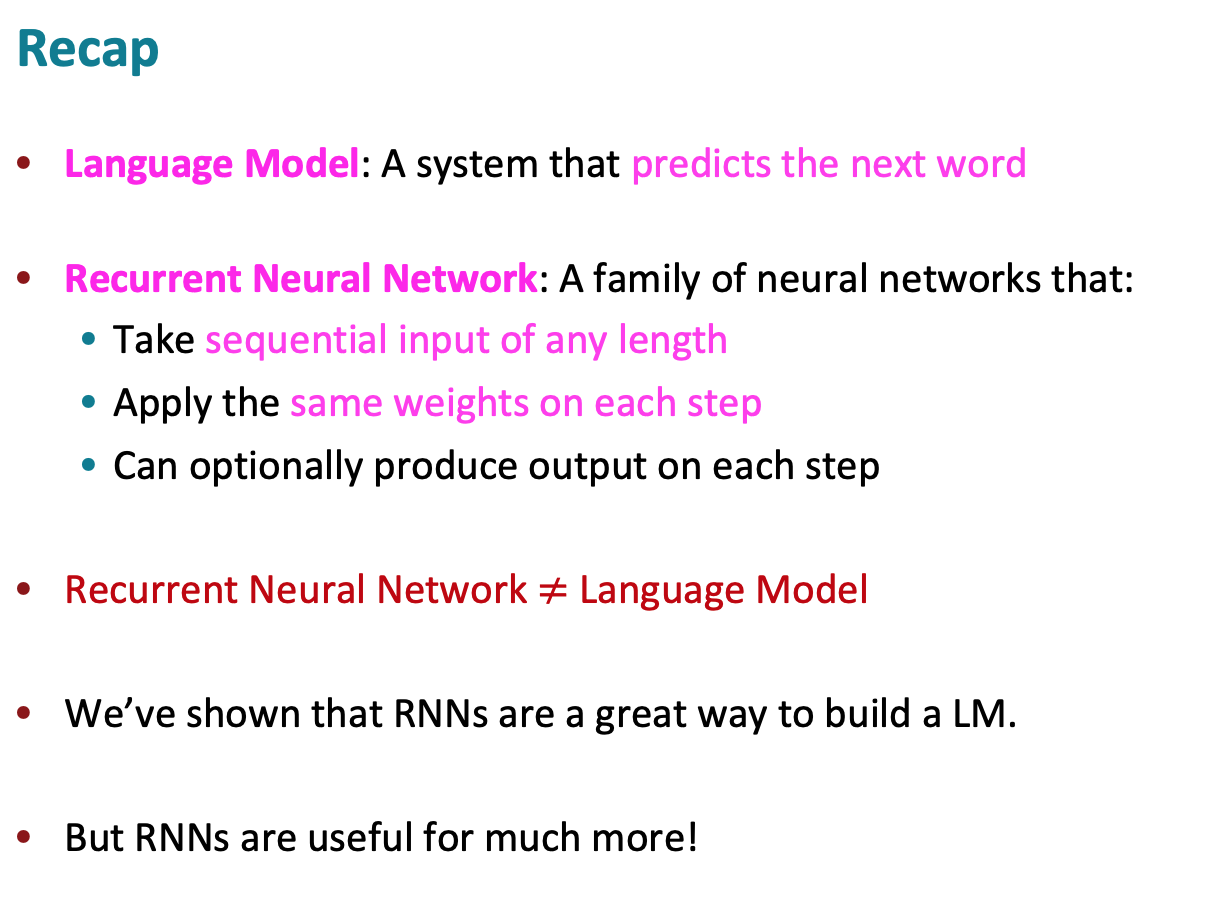 Recap
• Language Model: A system that predicts the next word
• Recurrent Neural Network: A family of neural networks that:
• Take sequential input of any length
• Apply the same weights on each step
• Can optionally produce output on each step
• Recurrent Neural Network ≠ Language Model
• We’ve shown that RNNs are a great way to build a LM.
• But RNNs are useful for much more!